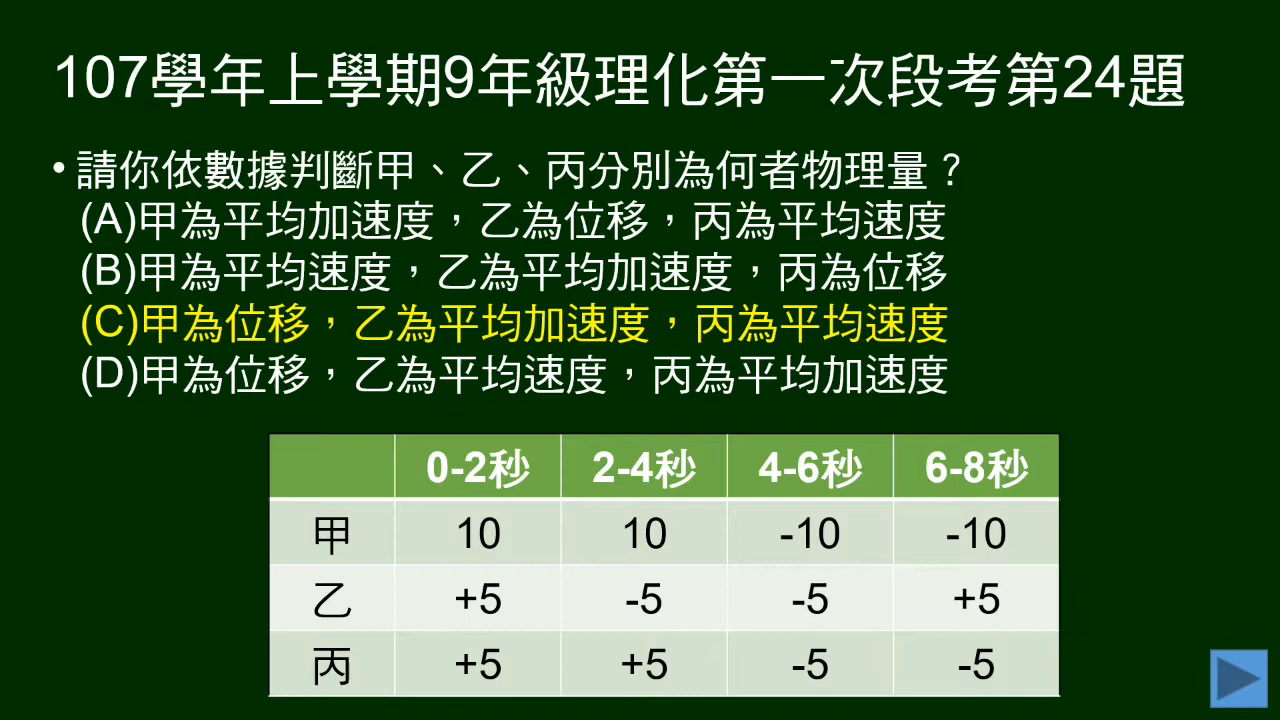 107學年上學期9年級理化第一次段考第24題
•請你依數據判斷甲、乙、丙分別為何者物理量？
(A)甲為平均加速度，乙為位移，丙為平均速度
(B)甲為平均速度，乙為平均加速度，丙為位移
(C)甲為位移，乙為平均加速度，丙為平均速度
(D)甲為位移，乙為平均速度，丙為平均加速度
0-2秒 2-4秒 4-6秒 6-8秒
甲 10 10 -10 -10
乙 +5 -5 -5 +5
丙 +5 +5 -5 -5